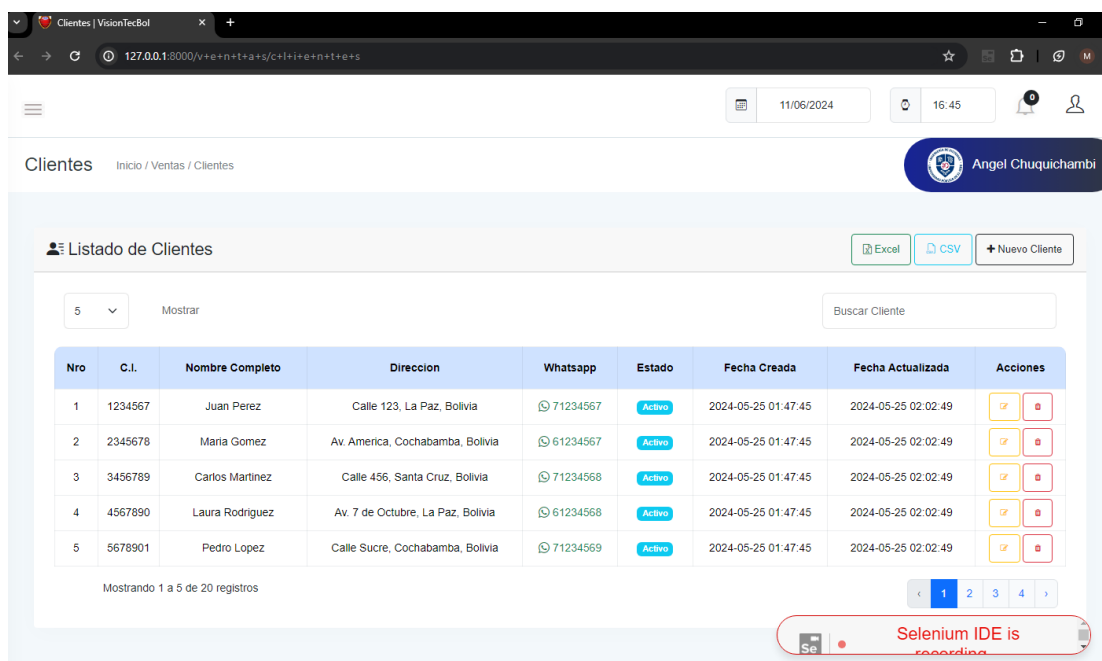 Clientes | VisionTecBol
127.0.0.1:8000/v+e+n+t+a+s/c+l+i+e+n+t+e+s
M
11/06/2024 16:45 0
Clientes Inicio / Ventas / Clientes Angel Chuquichambi
Listado de Clientes Excel CSV + Nuevo Cliente
5 Mostrar Buscar Cliente
Nro C.I. Nombre Completo Direccion Whatsapp Estado Fecha Creada Fecha Actualizada Acciones
1 1234567 Juan Perez Calle 123, La Paz, Bolivia 71234567 Activo 2024-05-25 01:47:45 2024-05-25 02:02:49
2 2345678 Maria Gomez Av. America, Cochabamba, Bolivia 61234567 Activo 2024-05-25 01:47:45 2024-05-25 02:02:49
3 3456789 Carlos Martinez Calle 456, Santa Cruz, Bolivia 71234568 Activo 2024-05-25 01:47:45 2024-05-25 02:02:49
4 4567890 Laura Rodriguez Av. 7 de Octubre, La Paz, Bolivia 61234568 Activo 2024-05-25 01:47:45 2024-05-25 02:02:49
5 5678901 Pedro Lopez Calle Sucre, Cochabamba, Bolivia 71234569 Activo 2024-05-25 01:47:45 2024-05-25 02:02:49
Mostrando 1 a 5 de 20 registros ‹ 1 2 3 4 ›
Se Selenium IDE is
recording